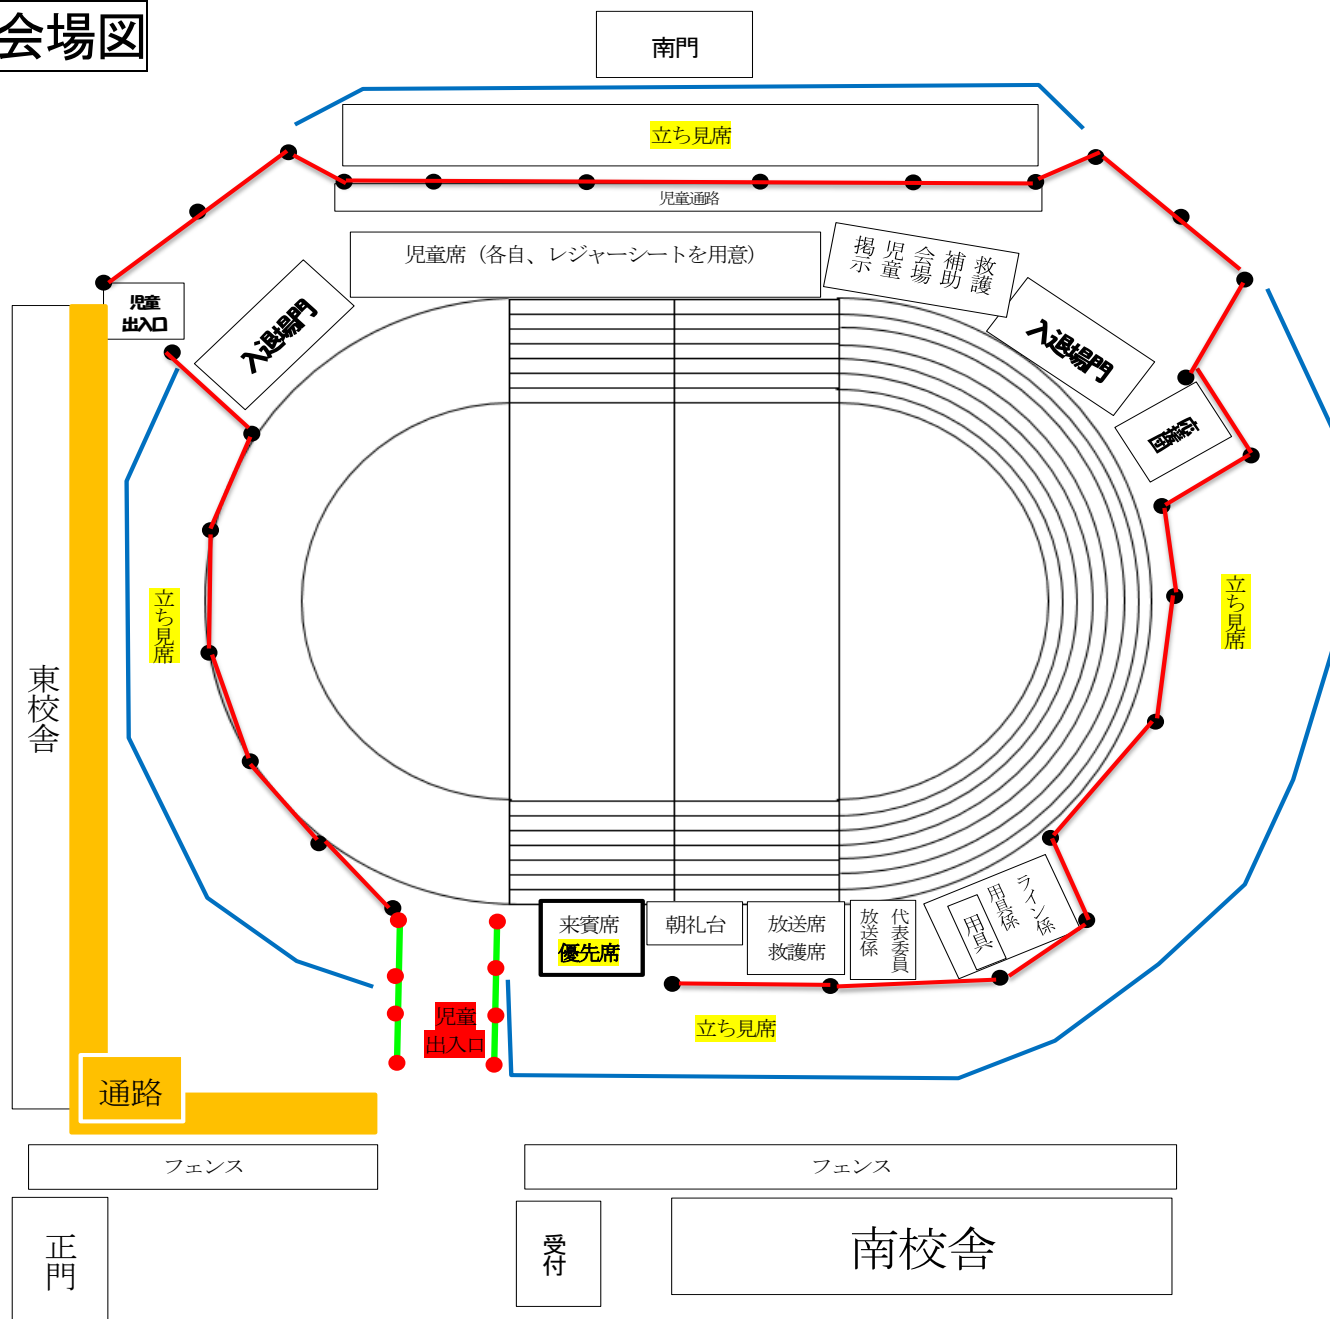 会場図
南門
立ち見席
児童通路
児童席（各自、レジャーシートを用意）
救護
補助
会場
児童
掲示
児童
出入口
入退場門
入退場門
応援団
立ち見席
立ち見席
東校舎
来賓席
優先席
朝礼台
放送席
救護席
代表委員
放送係
ライン係
用具係
用具
児童
出入口
立ち見席
通路
フェンス
フェンス
正門
受付
南校舎